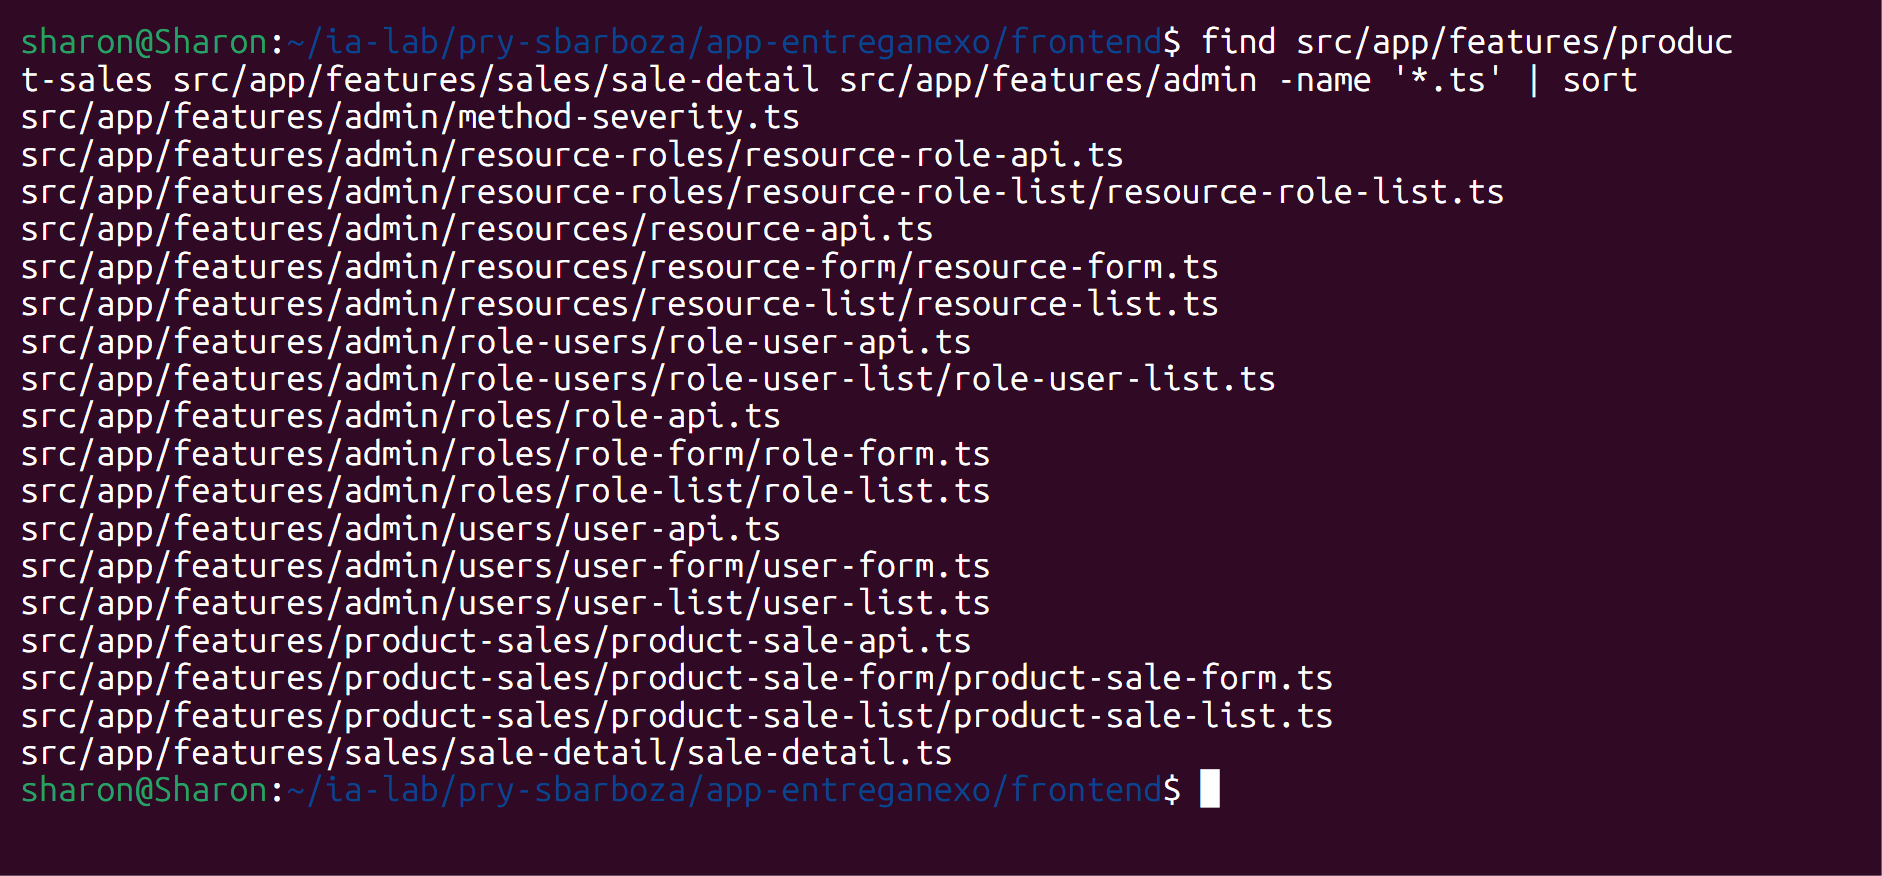 sharon@Sharon:~/ia-lab/pry-sbarboza/app-entreganexo/frontend$ find src/app/features/produc
t-sales src/app/features/sales/sale-detail src/app/features/admin -name '*.ts' | sort
src/app/features/admin/method-severity.ts
src/app/features/admin/resource-roles/resource-role-api.ts
src/app/features/admin/resource-roles/resource-role-list/resource-role-list.ts
src/app/features/admin/resources/resource-api.ts
src/app/features/admin/resources/resource-form/resource-form.ts
src/app/features/admin/resources/resource-list/resource-list.ts
src/app/features/admin/role-users/role-user-api.ts
src/app/features/admin/role-users/role-user-list/role-user-list.ts
src/app/features/admin/roles/role-api.ts
src/app/features/admin/roles/role-form/role-form.ts
src/app/features/admin/roles/role-list/role-list.ts
src/app/features/admin/users/user-api.ts
src/app/features/admin/users/user-form/user-form.ts
src/app/features/admin/users/user-list/user-list.ts
src/app/features/product-sales/product-sale-api.ts
src/app/features/product-sales/product-sale-form/product-sale-form.ts
src/app/features/product-sales/product-sale-list/product-sale-list.ts
src/app/features/sales/sale-detail/sale-detail.ts
sharon@Sharon:~/ia-lab/pry-sbarboza/app-entreganexo/frontend$